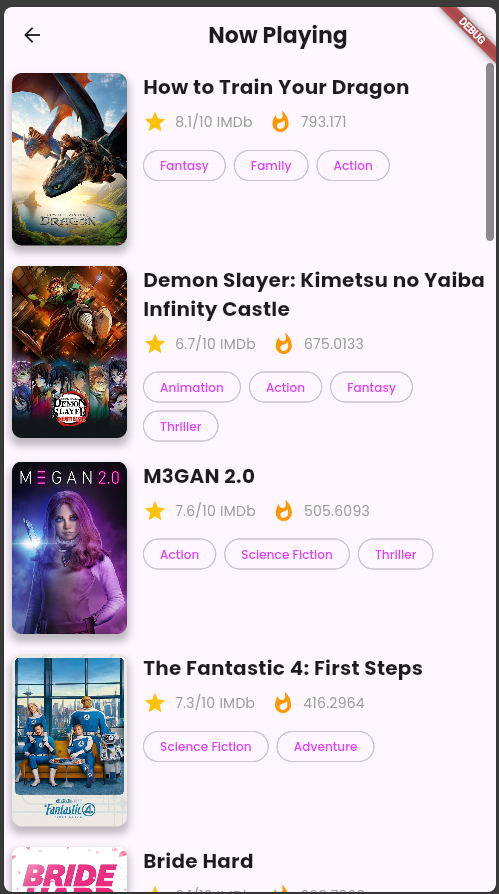 Now Playing
DEBUG
How to Train Your Dragon
8.1/10 IMDb 793.171
Fantasy Family Action
DRAGON
Demon Slayer: Kimetsu no Yaiba
Infinity Castle
6.7/10 IMDb 675.0133
Animation Action Fantasy
Thriller
DEMON
SLAYER
M3GAN 2.0
MΞGAN 2.0
7.6/10 IMDb 505.6093
Action Science Fiction Thriller
The Fantastic 4: First Steps
7.3/10 IMDb 416.2964
Science Fiction Adventure
Fantastic 4
Bride Hard
BRIDE
HARD